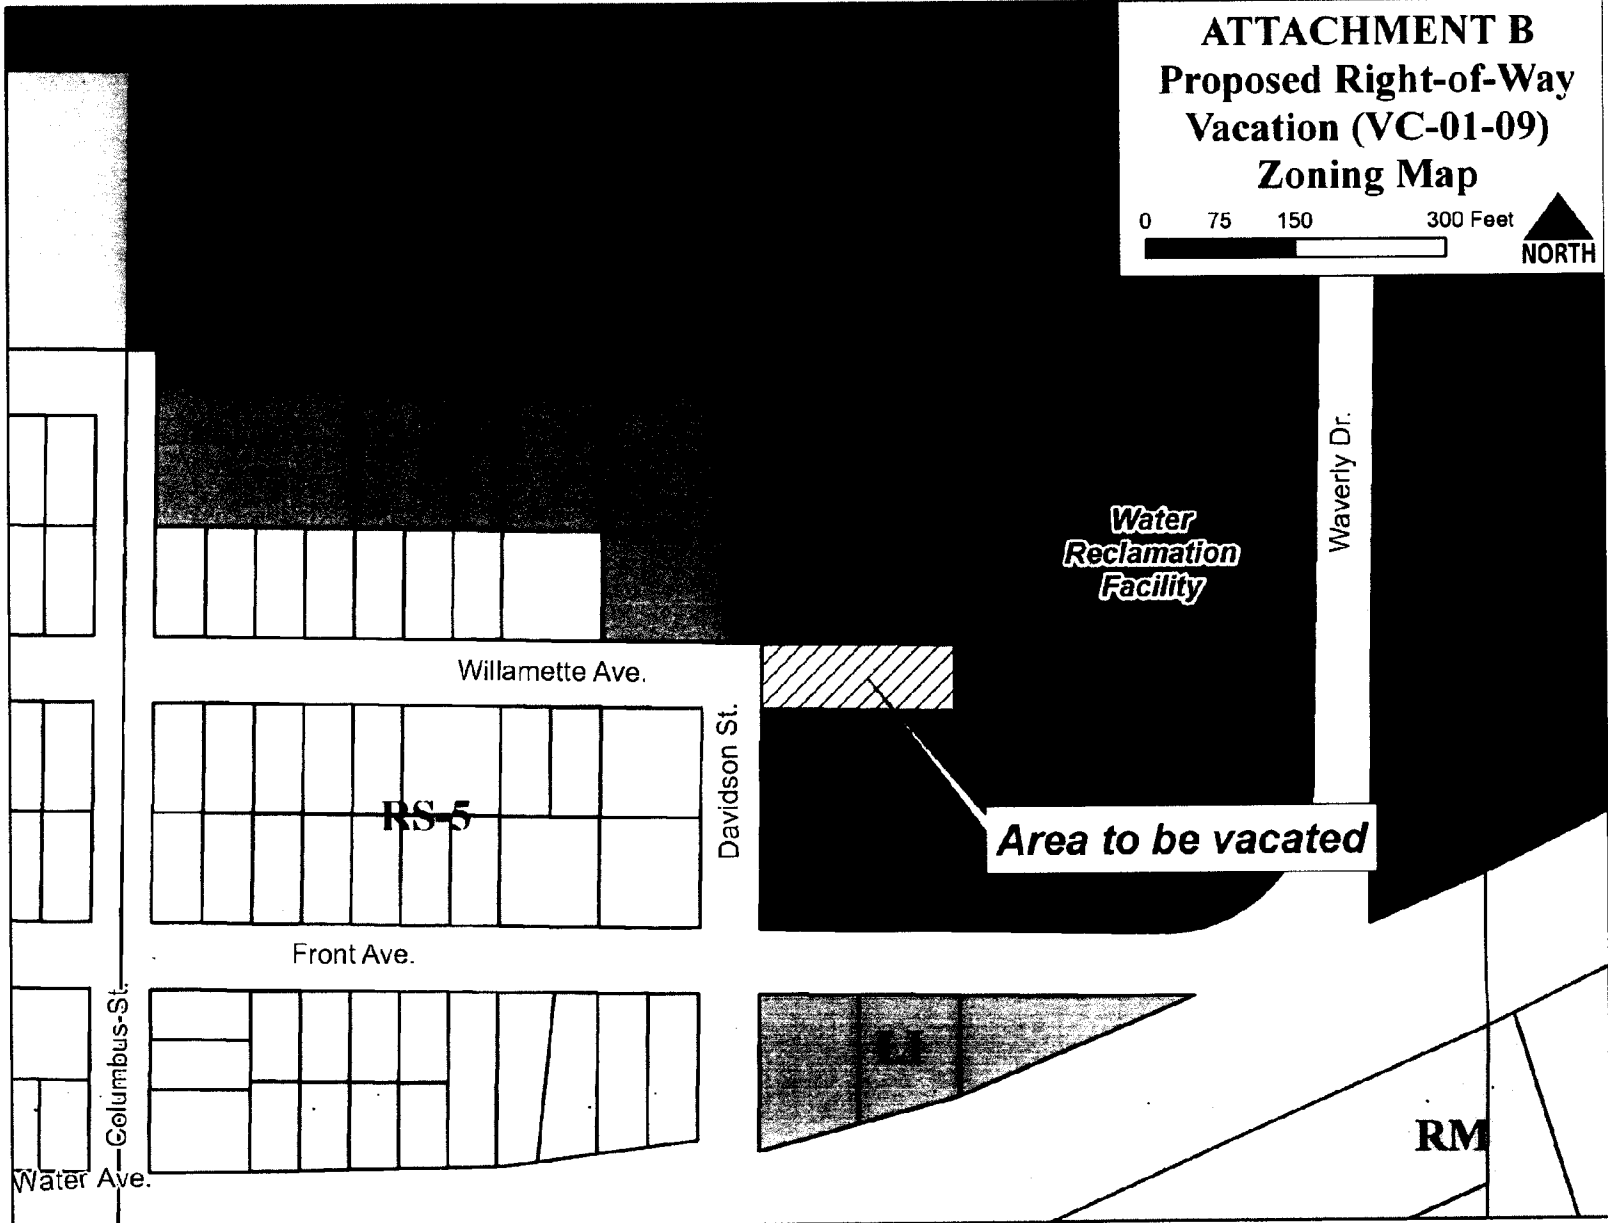 ATTACHMENT B
Proposed Right-of-Way
Vacation (VC-01-09)
Zoning Map
0 75 150 300 Feet
NORTH
Waverly Dr.
Water
Reclamation
Facility
Willamette Ave.
Davidson St.
RS-5
Area to be vacated
Front Ave.
Columbus St.
LI
RM
Water Ave.